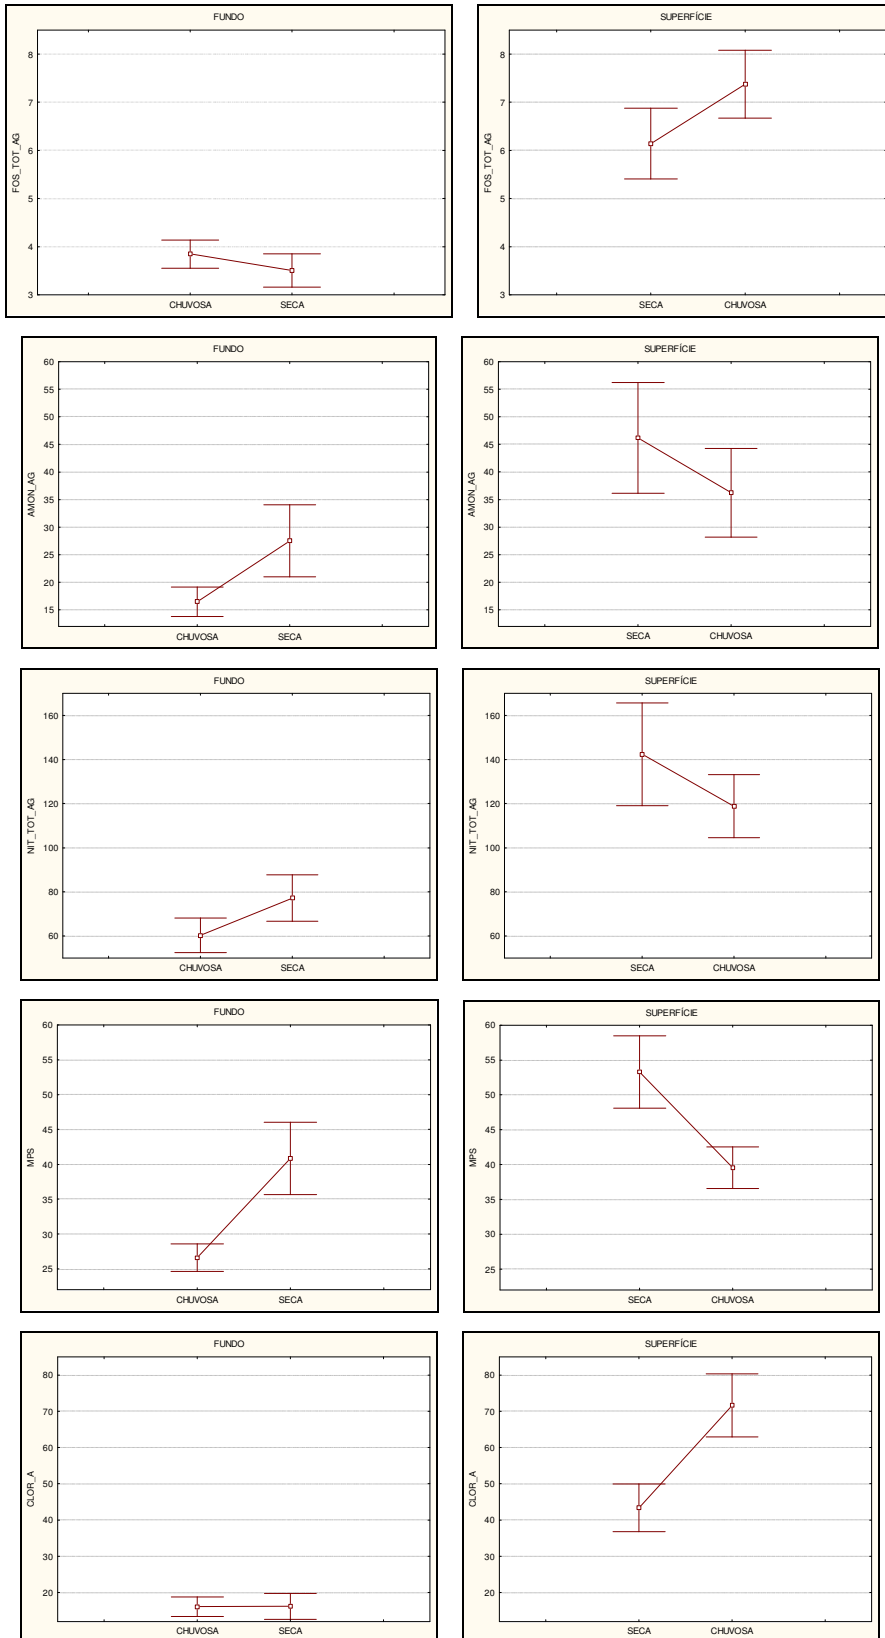 FUNDO
8
7
6
5
4
3
FOS_TOT_AG
CHUVOSA SECA
SUPERFÍCIE
8
7
6
5
4
3
FOS_TOT_AG
SECA CHUVOSA
FUNDO
60
55
50
45
40
35
30
25
20
15
AMON_AG
CHUVOSA SECA
SUPERFÍCIE
60
55
50
45
40
35
30
25
20
15
AMON_AG
SECA CHUVOSA
FUNDO
160
140
120
100
80
60
NIT_TOT_AG
CHUVOSA SECA
SUPERFÍCIE
160
140
120
100
80
60
NIT_TOT_AG
SECA CHUVOSA
FUNDO
60
55
50
45
40
35
30
25
MPS
CHUVOSA SECA
SUPERFÍCIE
60
55
50
45
40
35
30
25
MPS
SECA CHUVOSA
FUNDO
80
70
60
50
40
30
20
CLOR_A
CHUVOSA SECA
SUPERFÍCIE
80
70
60
50
40
30
20
CLOR_A
SECA CHUVOSA